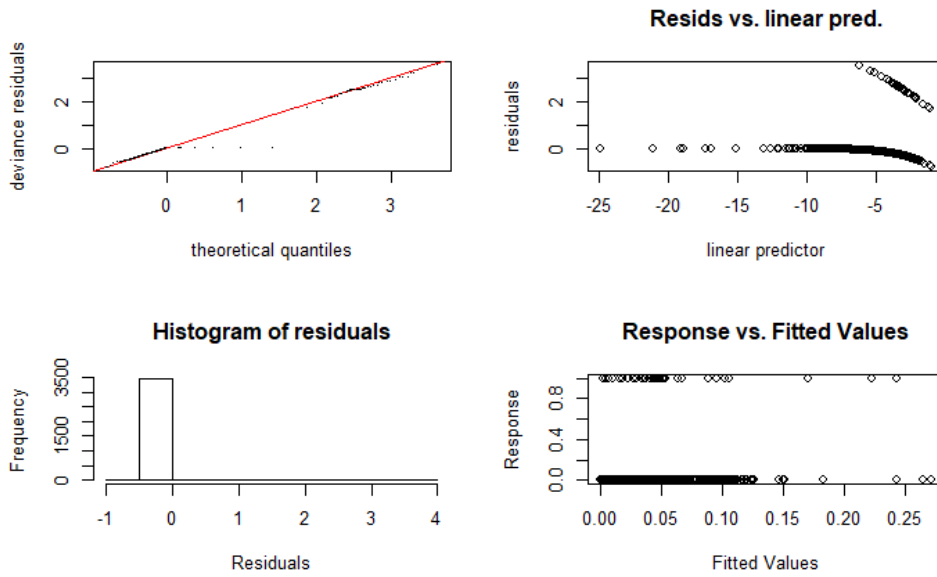 deviance residuals
2
0
0 1 2 3
theoretical quantiles
Resids vs. linear pred.
residuals
2
0
-25 -20 -15 -10 -5
linear predictor
Histogram of residuals
Frequency
3500
1500
0
-1 0 1 2 3 4
Residuals
Response vs. Fitted Values
Response
0.8
0.4
0.0
0.00 0.05 0.10 0.15 0.20 0.25
Fitted Values